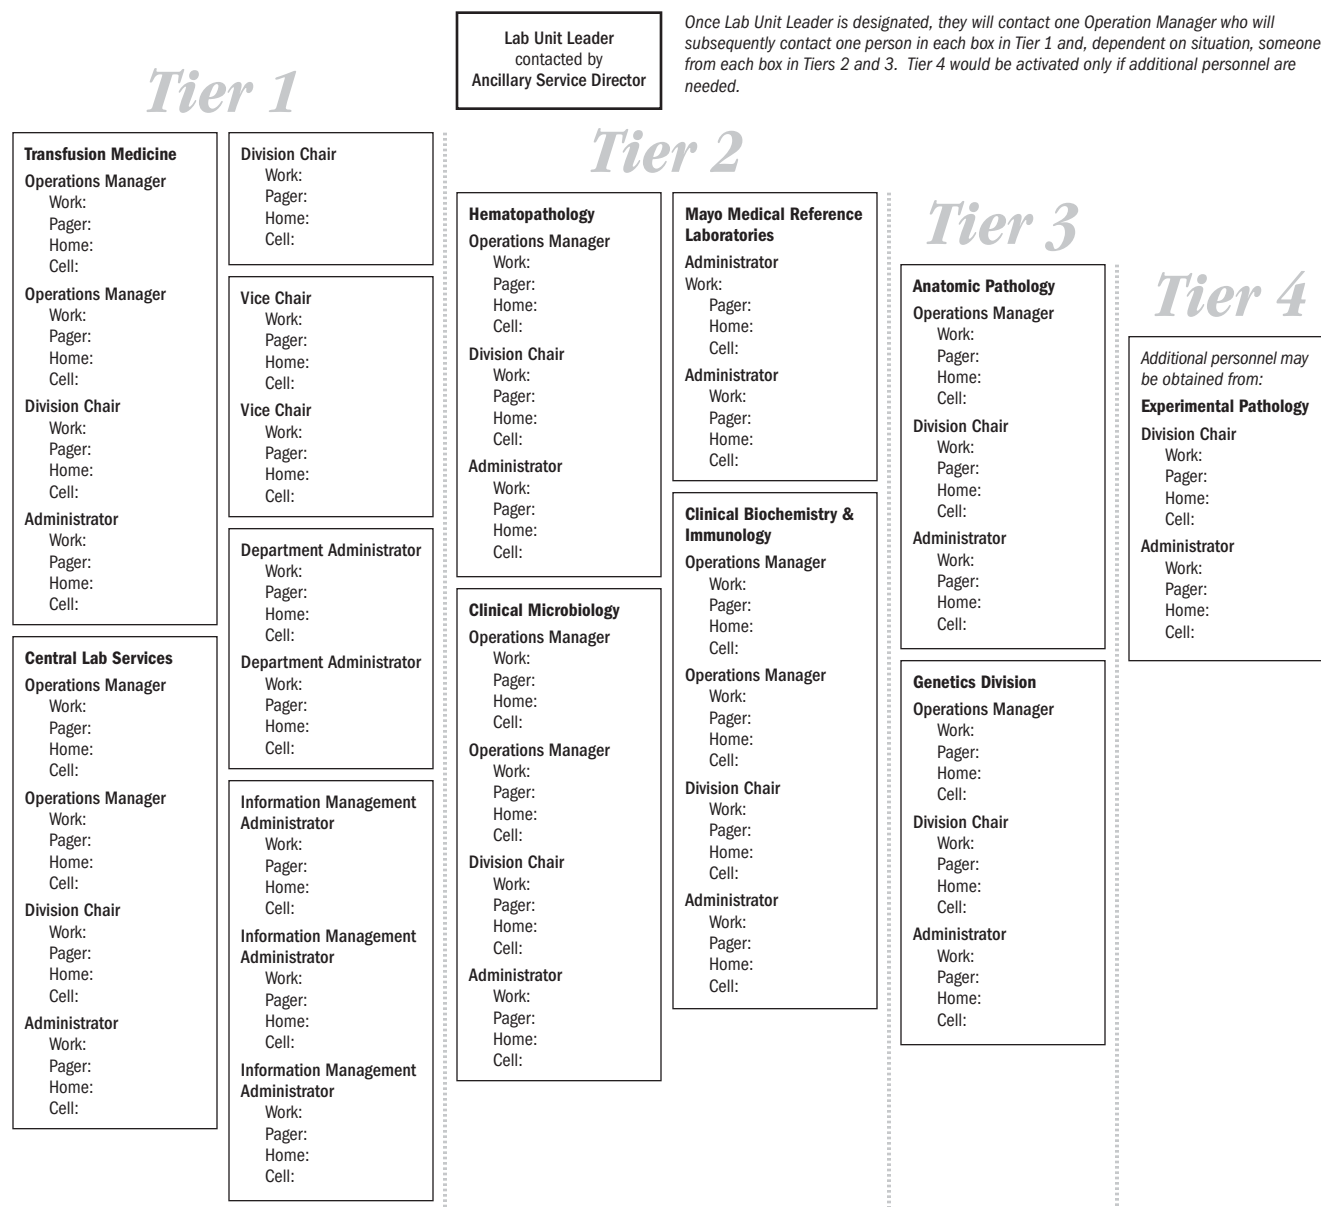 Lab Unit Leader
contacted by
Ancillary Service Director
Once Lab Unit Leader is designated, they will contact one Operation Manager who will
subsequently contact one person in each box in Tier 1 and, dependent on situation, someone
from each box in Tiers 2 and 3.  Tier 4 would be activated only if additional personnel are
needed.
Tier 1
Transfusion Medicine
Operations Manager
Work:
Pager:
Home:
Cell:
Operations Manager
Work:
Pager:
Home:
Cell:
Division Chair
Work:
Pager:
Home:
Cell:
Administrator
Work:
Pager:
Home:
Cell:
Central Lab Services
Operations Manager
Work:
Pager:
Home:
Cell:
Operations Manager
Work:
Pager:
Home:
Cell:
Division Chair
Work:
Pager:
Home:
Cell:
Administrator
Work:
Pager:
Home:
Cell:
Division Chair
Work:
Pager:
Home:
Cell:
Vice Chair
Work:
Pager:
Home:
Cell:
Vice Chair
Work:
Pager:
Home:
Cell:
Department Administrator
Work:
Pager:
Home:
Cell:
Department Administrator
Work:
Pager:
Home:
Cell:
Information Management
Administrator
Work:
Pager:
Home:
Cell:
Information Management
Administrator
Work:
Pager:
Home:
Cell:
Information Management
Administrator
Work:
Pager:
Home:
Cell:
Tier 2
Hematopathology
Operations Manager
Work:
Pager:
Home:
Cell:
Division Chair
Work:
Pager:
Home:
Cell:
Administrator
Work:
Pager:
Home:
Cell:
Clinical Microbiology
Operations Manager
Work:
Pager:
Home:
Cell:
Operations Manager
Work:
Pager:
Home:
Cell:
Division Chair
Work:
Pager:
Home:
Cell:
Administrator
Work:
Pager:
Home:
Cell:
Mayo Medical Reference
Laboratories
Administrator
Work:
Pager:
Home:
Cell:
Administrator
Work:
Pager:
Home:
Cell:
Clinical Biochemistry &
Immunology
Operations Manager
Work:
Pager:
Home:
Cell:
Operations Manager
Work:
Pager:
Home:
Cell:
Division Chair
Work:
Pager:
Home:
Cell:
Administrator
Work:
Pager:
Home:
Cell:
Tier 3
Anatomic Pathology
Operations Manager
Work:
Pager:
Home:
Cell:
Division Chair
Work:
Pager:
Home:
Cell:
Administrator
Work:
Pager:
Home:
Cell:
Genetics Division
Operations Manager
Work:
Pager:
Home:
Cell:
Division Chair
Work:
Pager:
Home:
Cell:
Administrator
Work:
Pager:
Home:
Cell:
Tier 4
Additional personnel may
be obtained from:
Experimental Pathology
Division Chair
Work:
Pager:
Home:
Cell:
Administrator
Work:
Pager:
Home:
Cell: